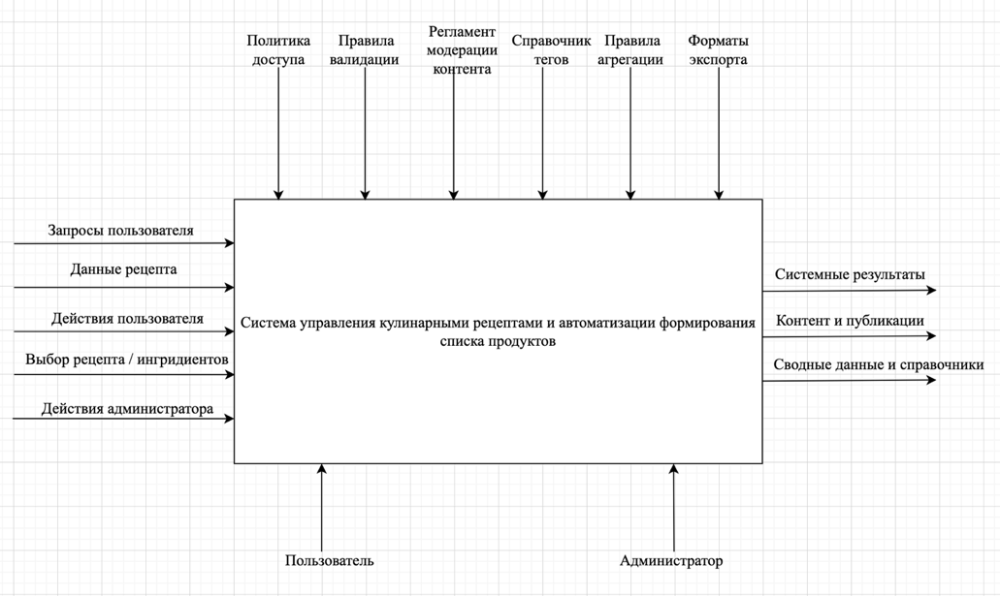 Политика
доступа
Правила
валидации
Регламент
модерации
контента
Справочник
тегов
Правила
агрегации
Форматы
экспорта
Запросы пользователя
Данные рецепта
Действия пользователя
Выбор рецепта / ингридиентов
Действия администратора
Система управления кулинарными рецептами и автоматизации формирования
списка продуктов
Системные результаты
Контент и публикации
Сводные данные и справочники
Пользователь
Администратор